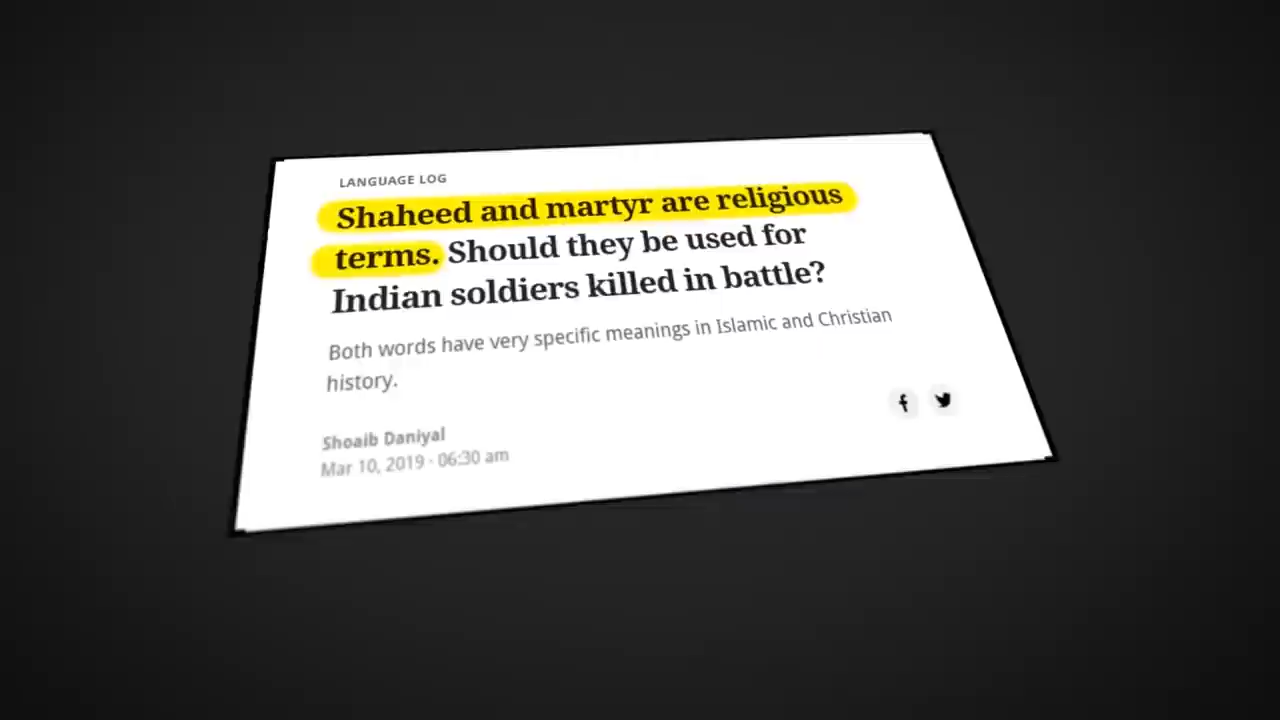 LANGUAGE LOG
Shaheed and martyr are religious
terms. Should they be used for
Indian soldiers killed in battle?
Both words have very specific meanings in Islamic and Christian
history.
Shoaib Daniyal
Mar 10, 2019 · 06:30 am